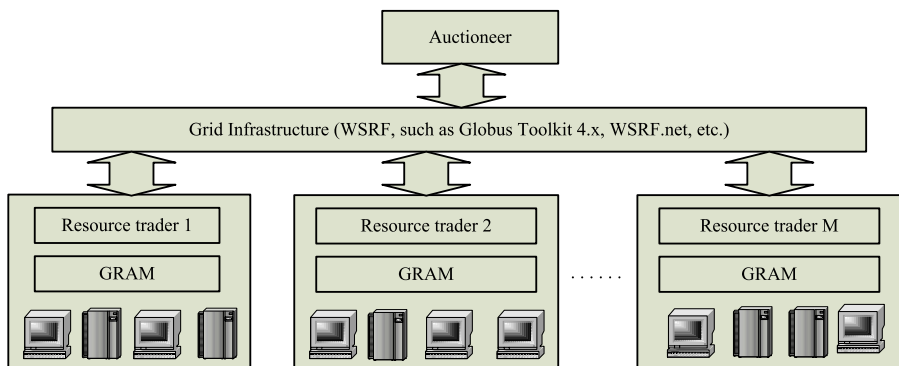 Auctioneer
Grid Infrastructure (WSRF, such as Globus Toolkit 4.x, WSRF.net, etc.)
Resource trader 1
Resource trader 2
Resource trader M
GRAM
GRAM
......
GRAM